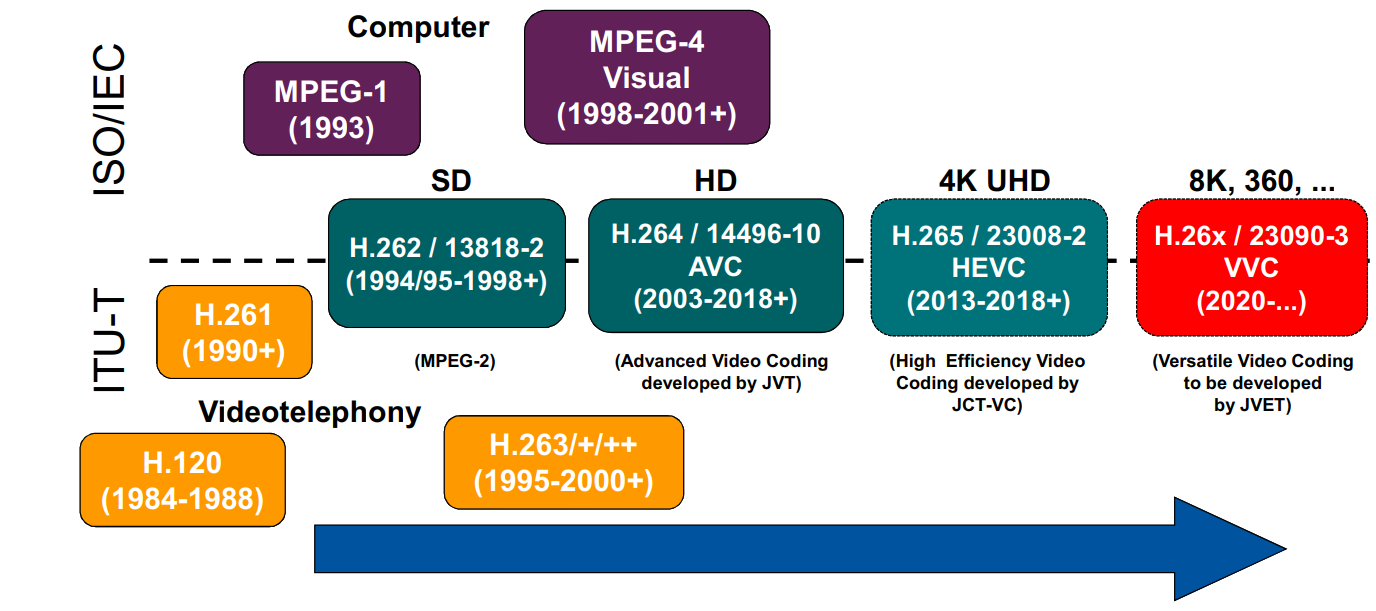 ISO/IEC
ITU-T
Computer
MPEG-1
(1993)
MPEG-4
Visual
(1998-2001+)
SD
H.262 / 13818-2
(1994/95-1998+)
(MPEG-2)
HD
H.264 / 14496-10
AVC
(2003-2018+)
(Advanced Video Coding
developed by JVT)
4K UHD
H.265 / 23008-2
HEVC
(2013-2018+)
(High Efficiency Video
Coding developed by
JCT-VC)
8K, 360, ...
H.26x / 23090-3
VVC
(2020-...)
(Versatile Video Coding
to be developed
by JVET)
H.261
(1990+)
Videotelephony
H.120
(1984-1988)
H.263/+/++
(1995-2000+)